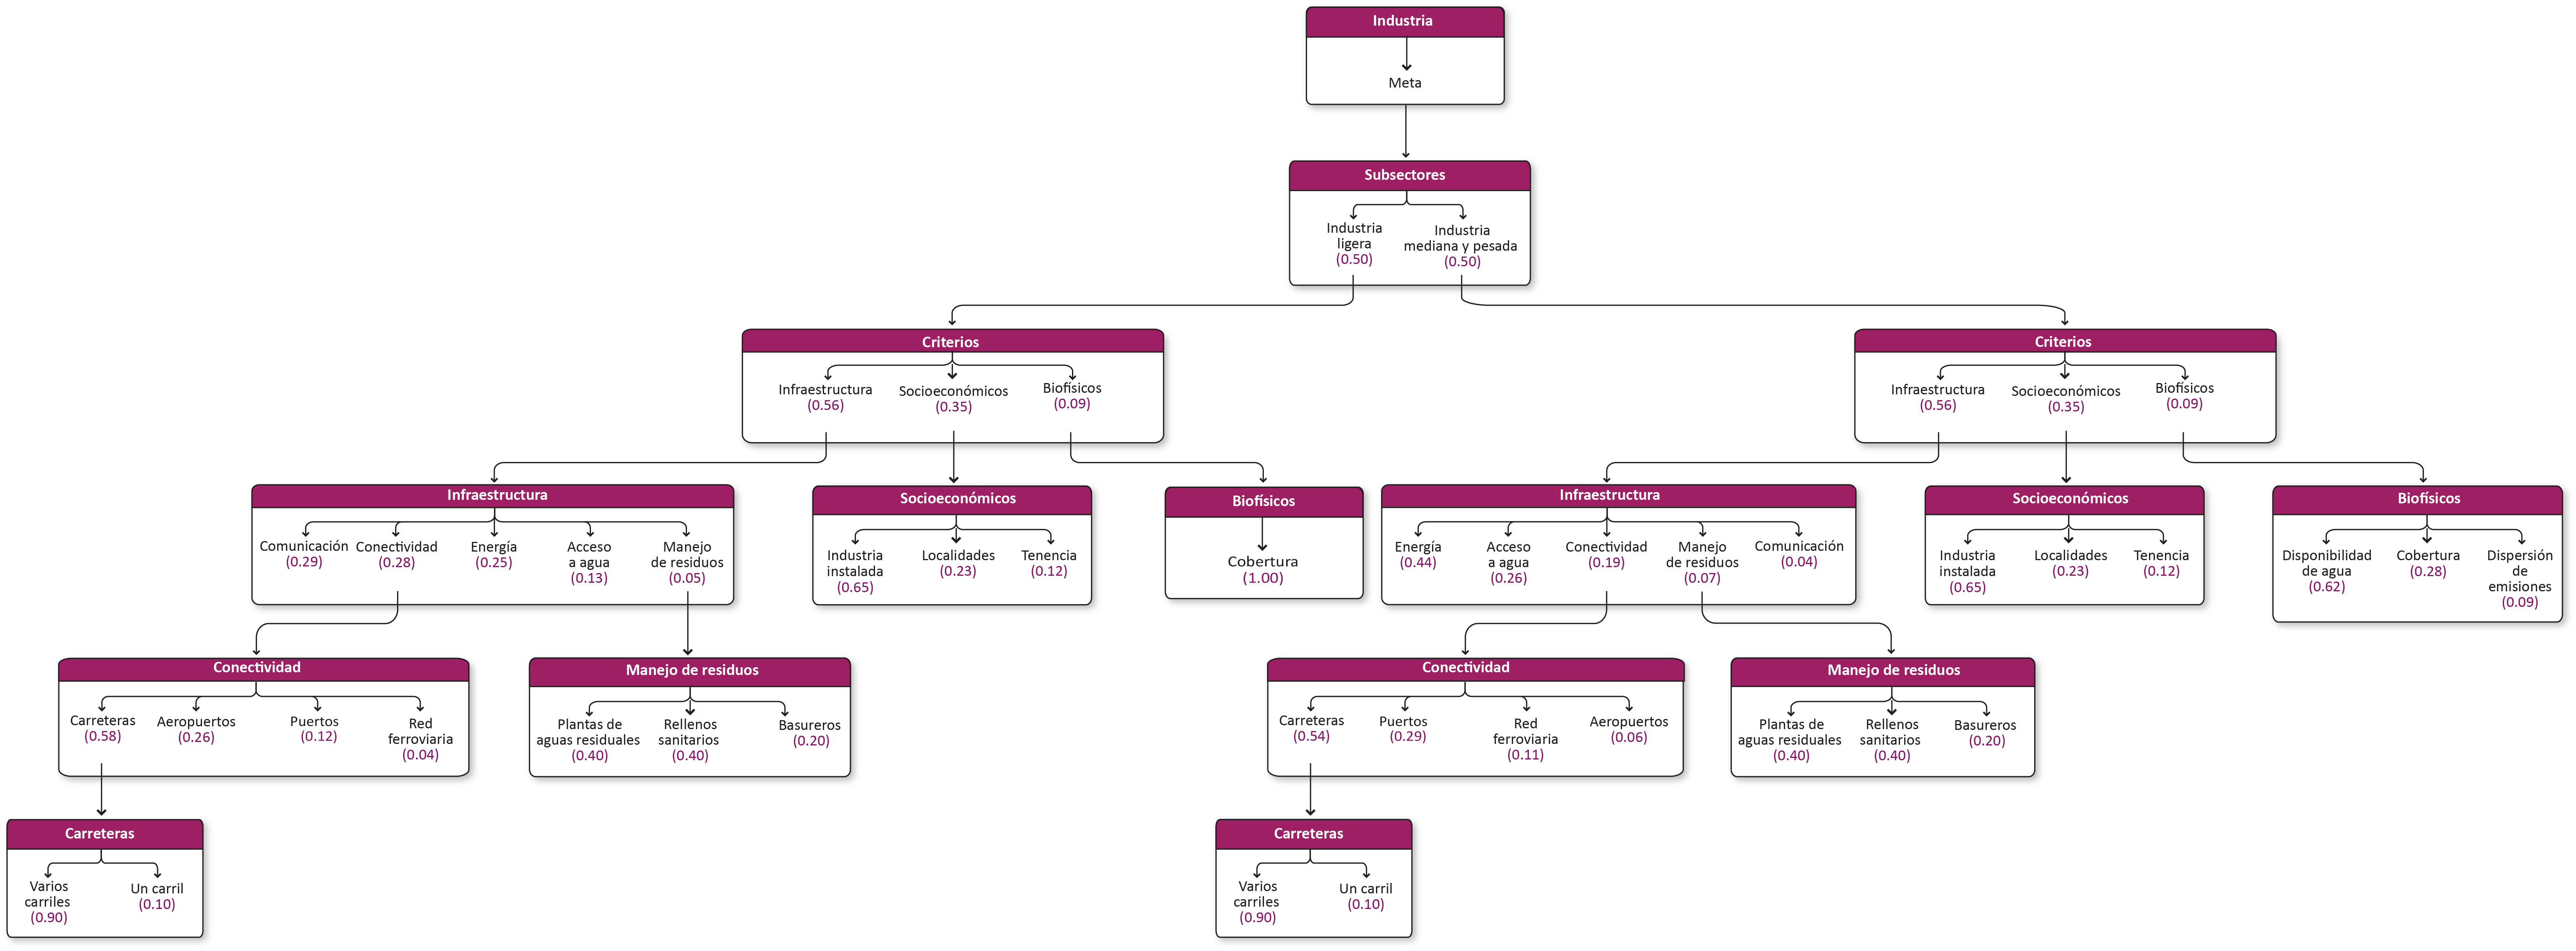 Industria
Meta
Subsectores
Industria
ligera
(0.50)
Industria
mediana y pesada
(0.50)
Criterios
Infraestructura
(0.56)
Socioeconómicos
(0.35)
Biofísicos
(0.09)
Criterios
Infraestructura
(0.56)
Socioeconómicos
(0.35)
Biofísicos
(0.09)
Infraestructura
Comunicación
(0.29)
Conectividad
(0.28)
Energía
(0.25)
Acceso
a agua
(0.13)
Manejo
de residuos
(0.05)
Socioeconómicos
Industria
instalada
(0.65)
Localidades
(0.23)
Tenencia
(0.12)
Biofísicos
Cobertura
(1.00)
Infraestructura
Energía
(0.44)
Acceso
a agua
(0.26)
Conectividad
(0.19)
Manejo
de residuos
(0.07)
Comunicación
(0.04)
Socioeconómicos
Industria
instalada
(0.65)
Localidades
(0.23)
Tenencia
(0.12)
Biofísicos
Disponibilidad
de agua
(0.62)
Cobertura
(0.28)
Dispersión
de
emisiones
(0.09)
Conectividad
Carreteras
(0.58)
Aeropuertos
(0.26)
Puertos
(0.12)
Red
ferroviaria
(0.04)
Manejo de residuos
Plantas de
aguas residuales
(0.40)
Rellenos
sanitarios
(0.40)
Basureros
(0.20)
Conectividad
Carreteras
(0.54)
Puertos
(0.29)
Red
ferroviaria
(0.11)
Aeropuertos
(0.06)
Manejo de residuos
Plantas de
aguas residuales
(0.40)
Rellenos
sanitarios
(0.40)
Basureros
(0.20)
Carreteras
Varios
carriles
(0.90)
Un carril
(0.10)
Carreteras
Varios
carriles
(0.90)
Un carril
(0.10)